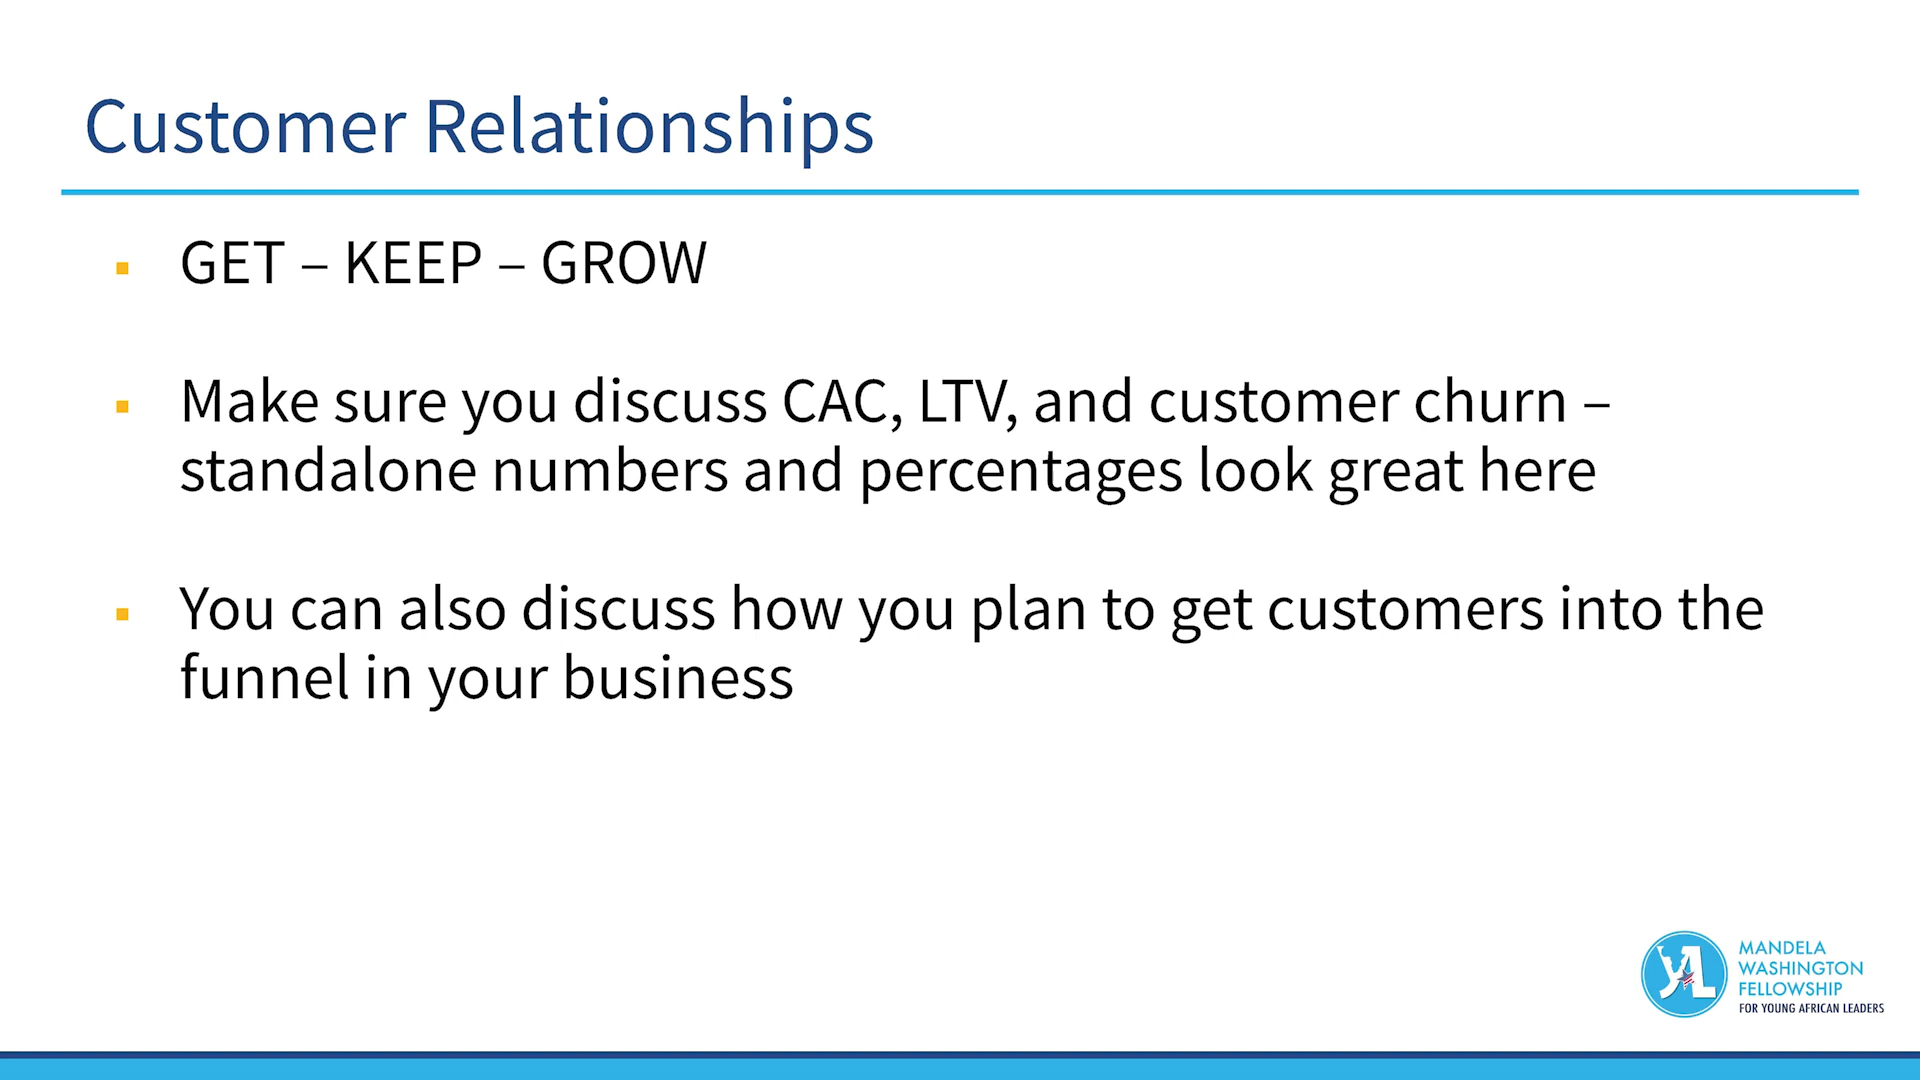 Customer Relationships
▪ GET – KEEP – GROW
▪ Make sure you discuss CAC, LTV, and customer churn –
standalone numbers and percentages look great here
▪ You can also discuss how you plan to get customers into the
funnel in your business
YAL
MANDELA
WASHINGTON
FELLOWSHIP
FOR YOUNG AFRICAN LEADERS